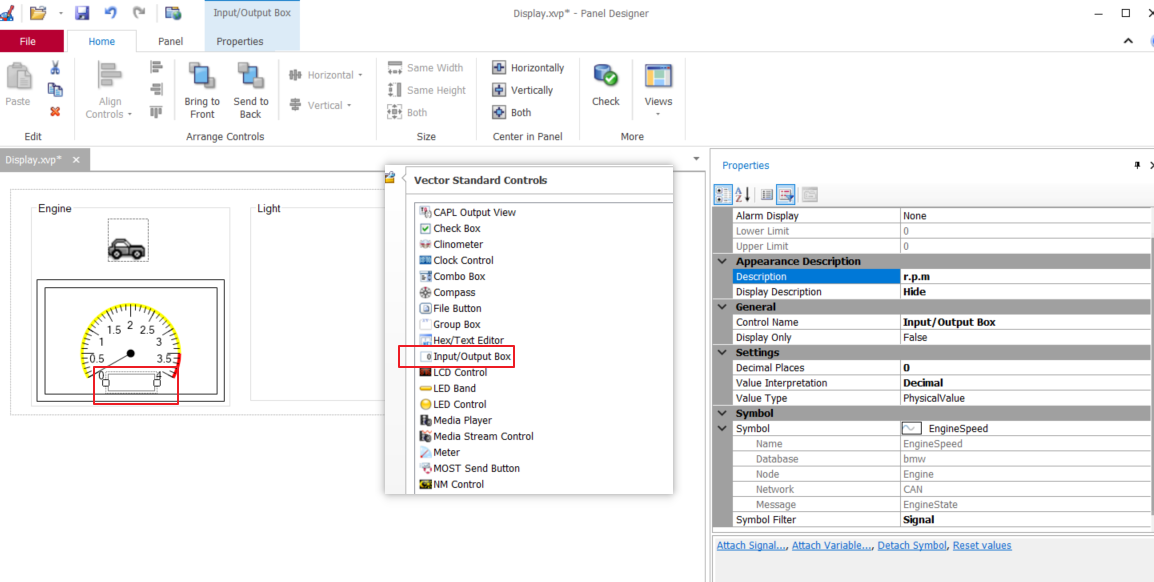 Input/Output Box
Display.xvp* - Panel Designer
File
Home
Panel
Properties
Paste
Align Controls
Bring to Front
Send to Back
Horizontal
Vertical
Same Width
Same Height
Both
Horizontally
Vertically
Both
Check
Views
Edit
Arrange Controls
Size
Center in Panel
More
Display.xvp*
Engine
Light
0
0.5
1
1.5
2
2.5
3
3.5
4
Vector Standard Controls
CAPL Output View
Check Box
Clinometer
Clock Control
Combo Box
Compass
File Button
Group Box
Hex/Text Editor
Input/Output Box
LCD Control
LED Band
LED Control
Media Player
Media Stream Control
Meter
MOST Send Button
NM Control
Properties
Alarm Display None
Lower Limit 0
Upper Limit 0
Appearance Description
Description r.p.m
Display Description Hide
General
Control Name Input/Output Box
Display Only False
Settings
Decimal Places 0
Value Interpretation Decimal
Value Type PhysicalValue
Symbol
Symbol EngineSpeed
Name EngineSpeed
Database bmw
Node Engine
Network CAN
Message EngineState
Symbol Filter Signal
Attach Signal..., Attach Variable..., Detach Symbol, Reset values